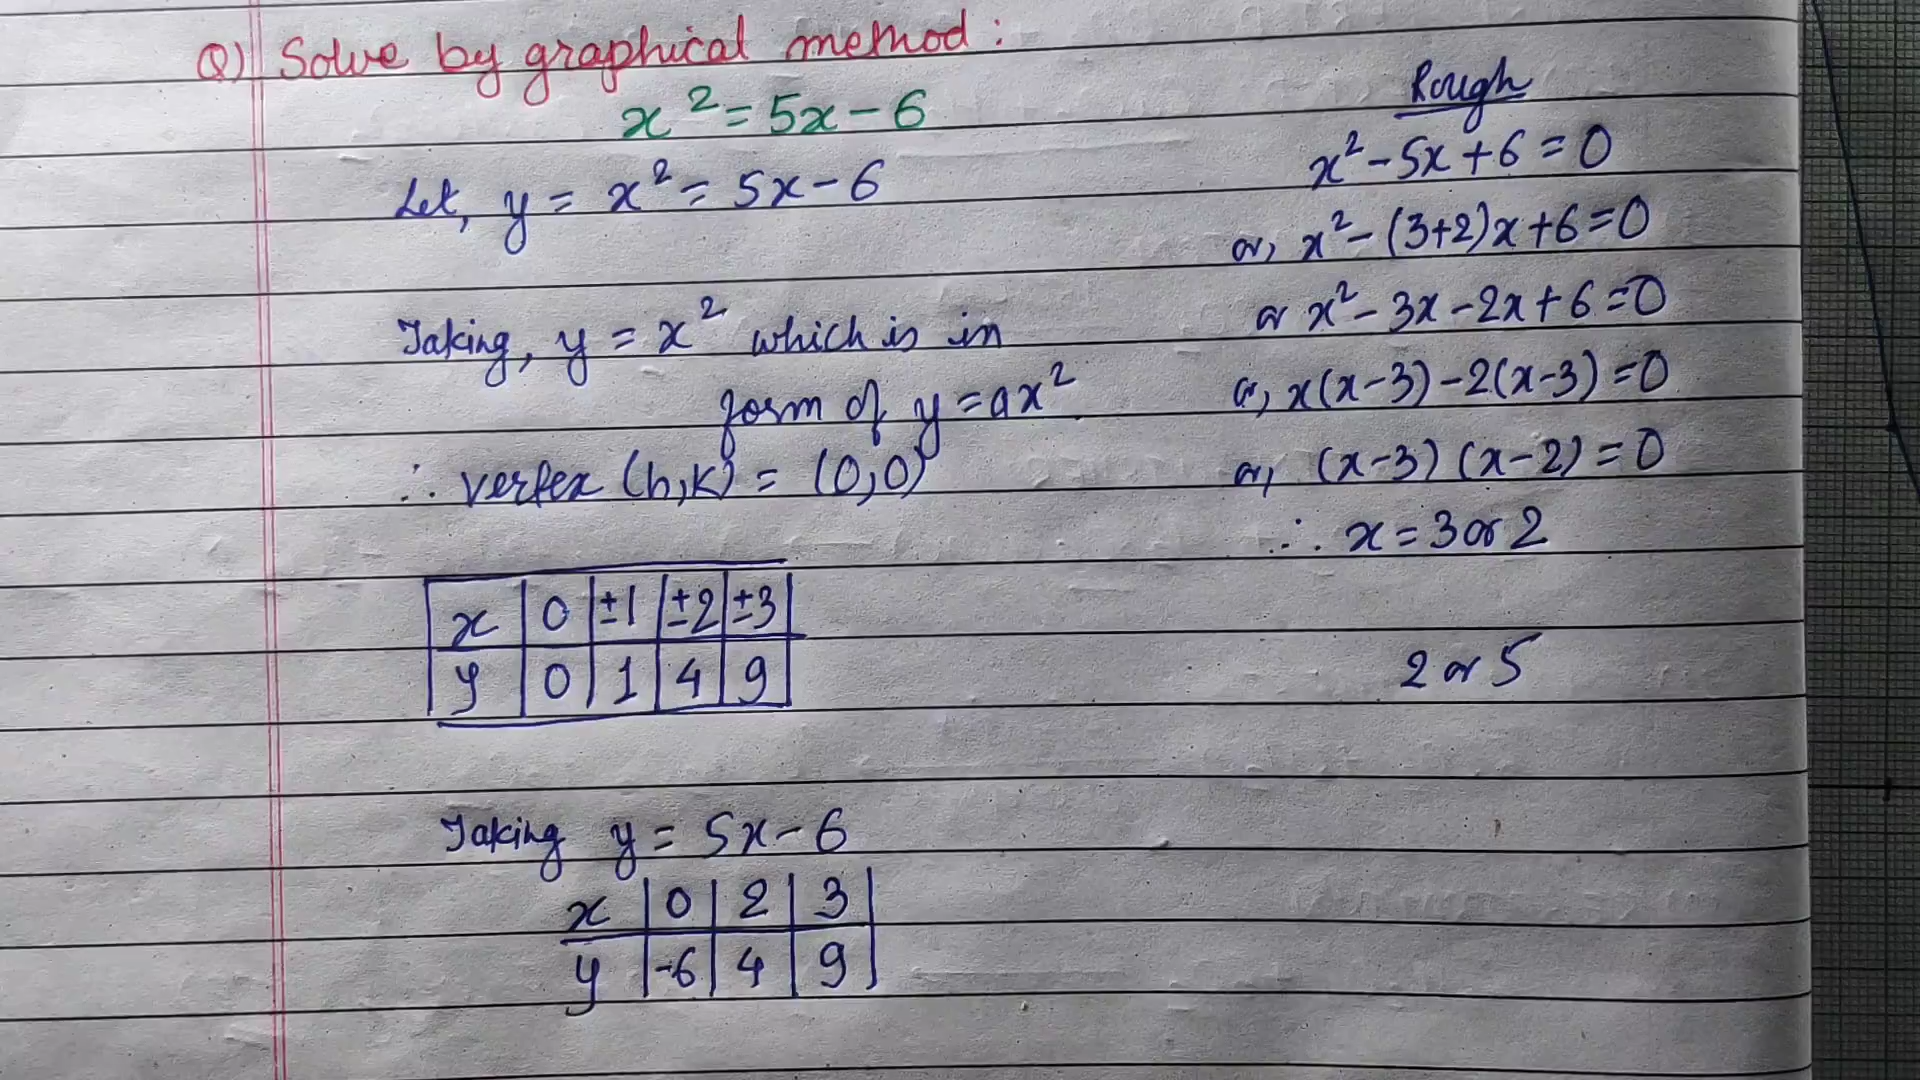 Q) Solve by graphical method :
x² = 5x - 6
Let, y = x² = 5x - 6
Taking, y = x² which is in
form of y = ax²
∴ vertex (h,k) = (0,0)
x | 0 | ±1 | ±2 | ±3
y | 0 | 1 | 4 | 9
Taking y = 5x - 6
x | 0 | 2 | 3
y | -6 | 4 | 9
Rough
x² - 5x + 6 = 0
or, x² - (3+2)x + 6 = 0
or x² - 3x - 2x + 6 = 0
or, x(x-3) - 2(x-3) = 0
or, (x-3) (x-2) = 0
∴ x = 3 or 2
2 or 5